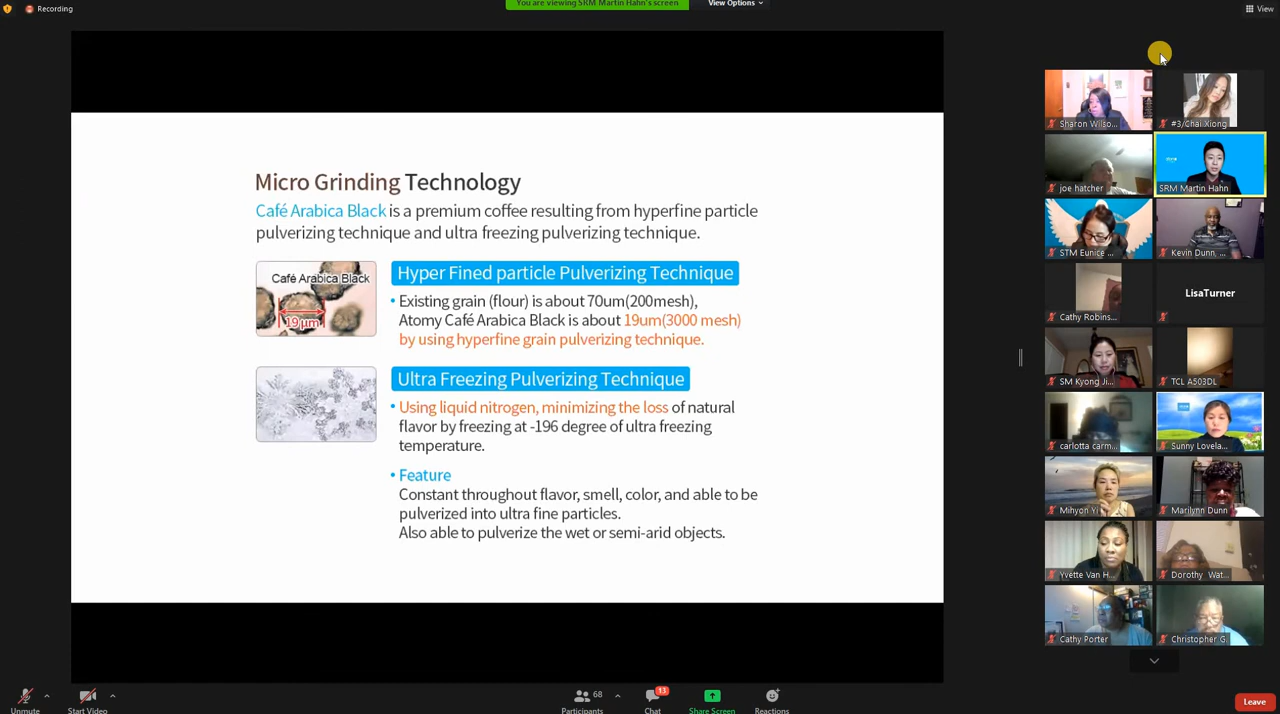 Recording
You are viewing SRM Martin Hahn's screen
View Options
View
Micro Grinding Technology
Café Arabica Black is a premium coffee resulting from hyperfine particle
pulverizing technique and ultra freezing pulverizing technique.
Café Arabica Black
19μm
Hyper Fined particle Pulverizing Technique
• Existing grain (flour) is about 70um(200mesh),
Atomy Café Arabica Black is about 19um(3000 mesh)
by using hyperfine grain pulverizing technique.
Ultra Freezing Pulverizing Technique
• Using liquid nitrogen, minimizing the loss of natural
flavor by freezing at -196 degree of ultra freezing
temperature.
• Feature
Constant throughout flavor, smell, color, and able to be
pulverized into ultra fine particles.
Also able to pulverize the wet or semi-arid objects.
Sharon Wilso...
#3/Chai Xiong
joe hatcher
SRM Martin Hahn
STM Eunice
Kevin Dunn, ...
Cathy Robins...
LisaTurner
SM Kyong Ji...
TCL A503DL
carlotta carm...
Sunny Lovela...
Mihyon Yi
Marilynn Dunn
Yvette Van H...
Dorothy Wat...
Cathy Porter
Christopher G.
Unmute
Start Video
68
Participants
13
Chat
Share Screen
Reactions
Leave